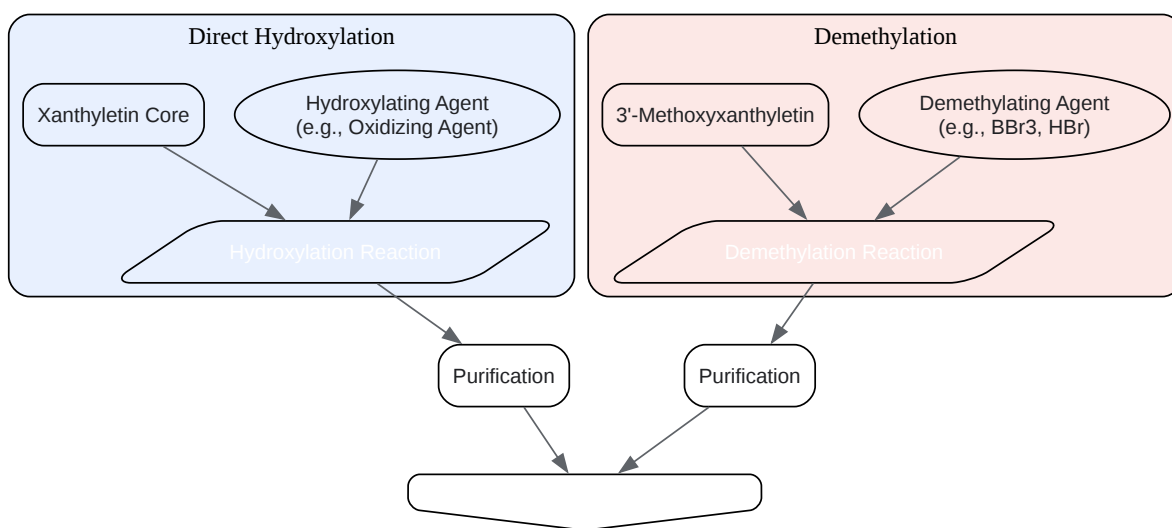 Direct Hydroxylation
Demethylation
Xanthyletin Core
Hydroxylating Agent
(e.g., Oxidizing Agent)
3'-Methoxyxanthyletin
Demethylating Agent
(e.g., BBr3, HBr)
Hydroxylation Reaction
Demethylation Reaction
Purification
Purification